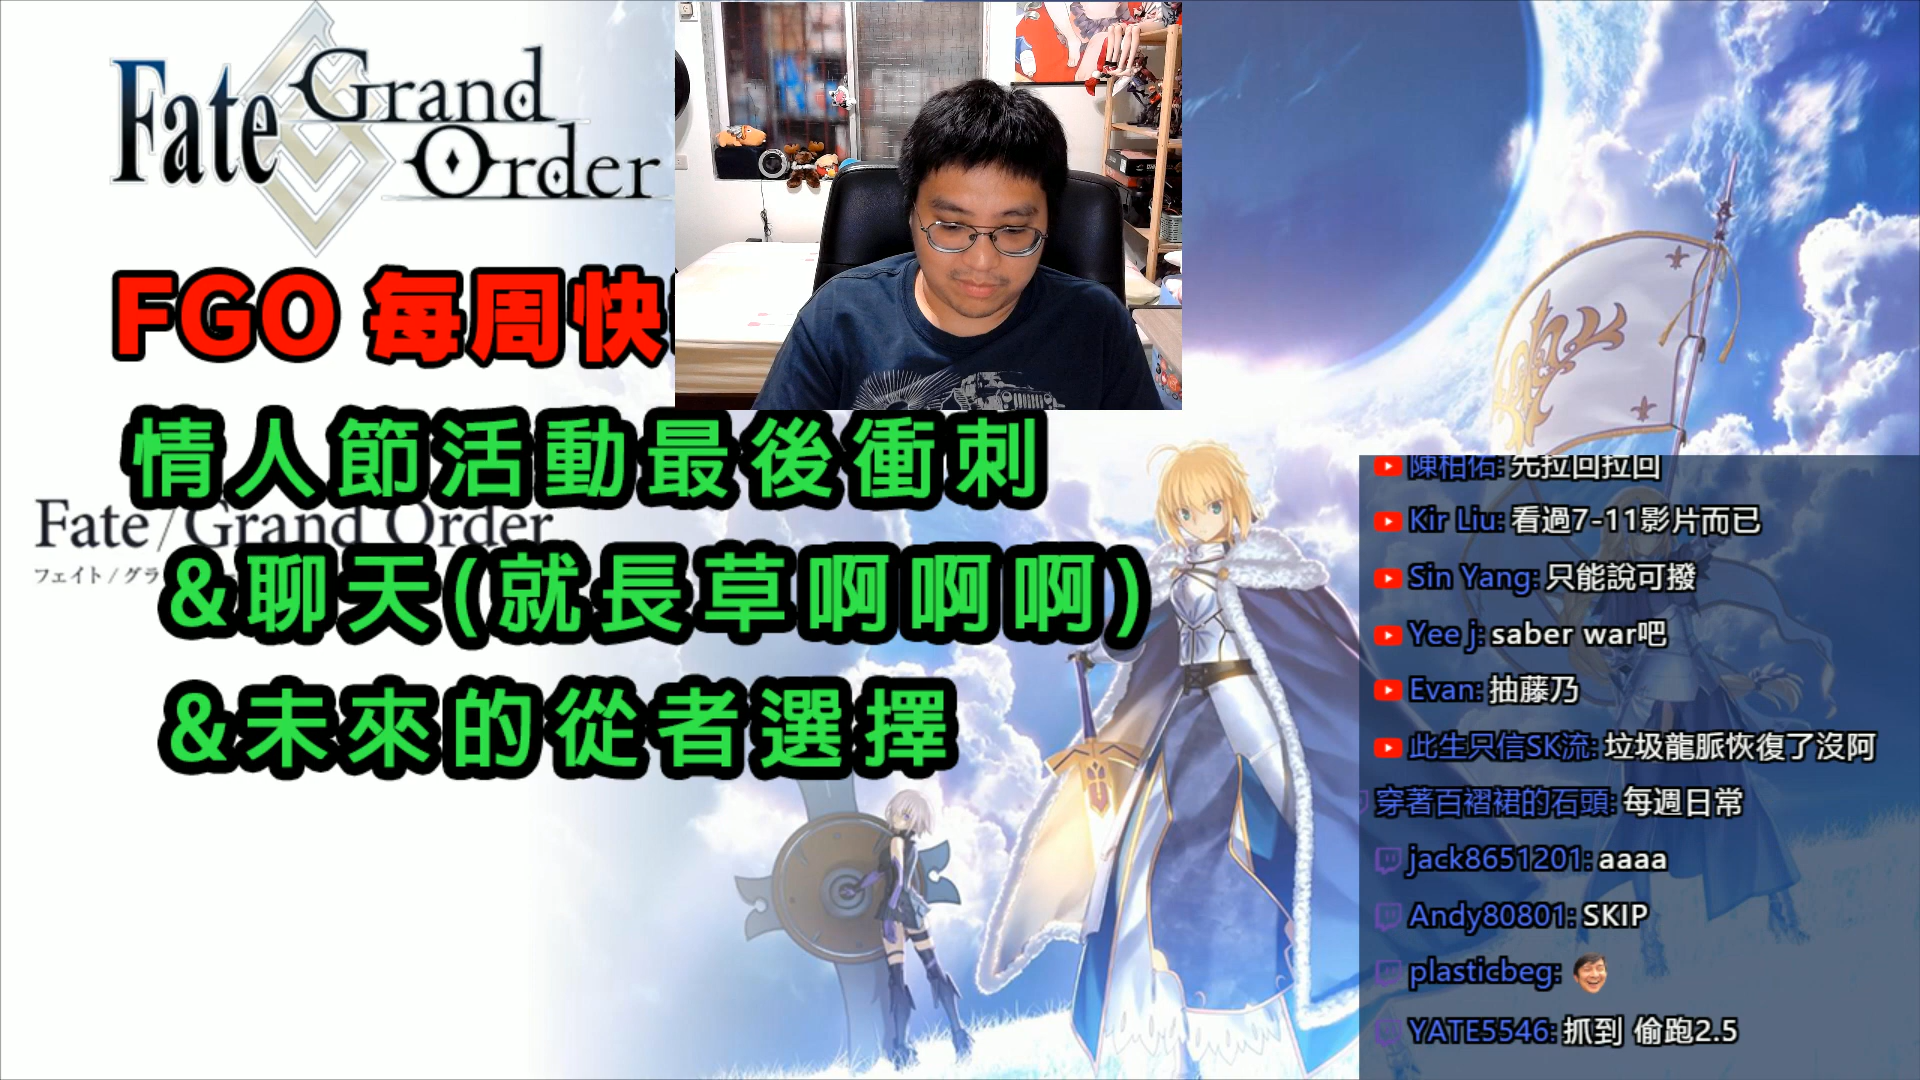 Fate
Grand
Order
FGO 每周快
情人節活動最後衝刺
Fate/Grand Order
フェイト/グラ
&聊天(就長草啊啊啊)
&未來的從者選擇
陳柏佑: 先拉回拉回
Kir Liu: 看過7-11影片而已
Sin Yang: 只能說可撥
Yee j: saber war吧
Evan: 抽藤乃
此生只信SK流: 垃圾龍脈恢復了沒阿
穿著百褶裙的石頭: 每週日常
jack8651201: aaaa
Andy80801: SKIP
plasticbeg:
YATE5546: 抓到 偷跑2.5